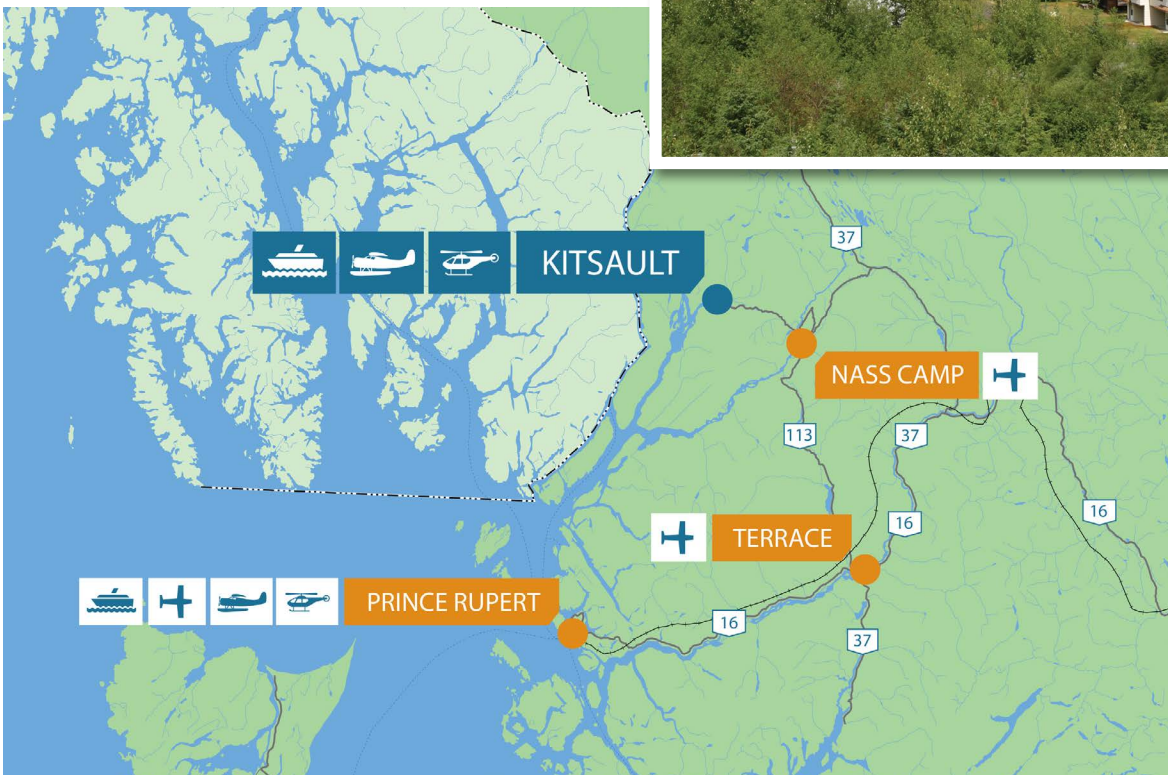 37
KITSAULT
NASS CAMP
113
37
16
16
TERRACE
PRINCE RUPERT
16
37